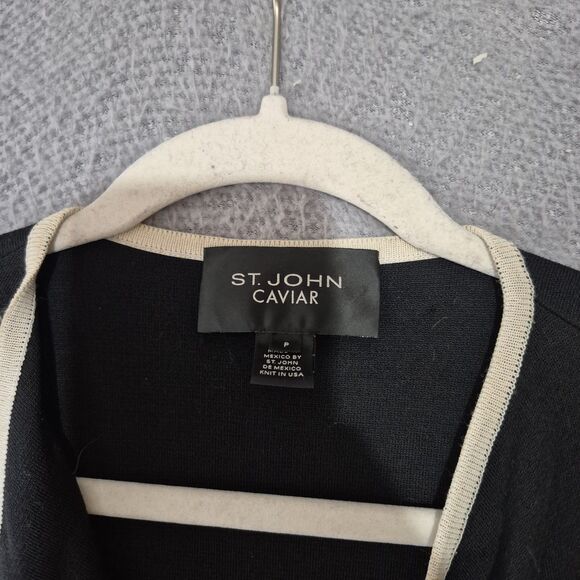 ST. JOHN
CAVIAR
P
MEXICO BY
ST. JOHN
DE MEXICO
KNIT IN USA